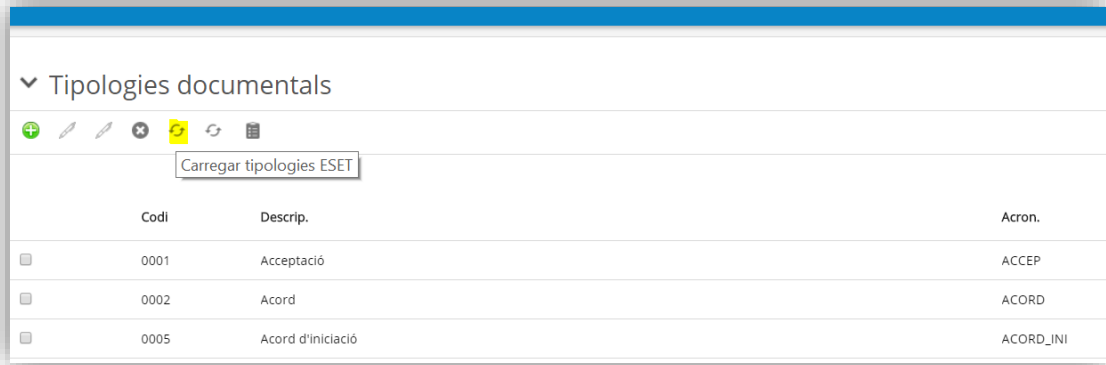 Tipologies documentals
Carregar tipologies ESET
Codi Descrip. Acron.
0001 Acceptació ACCEP
0002 Acord ACORD
0005 Acord d'iniciació ACORD_INI